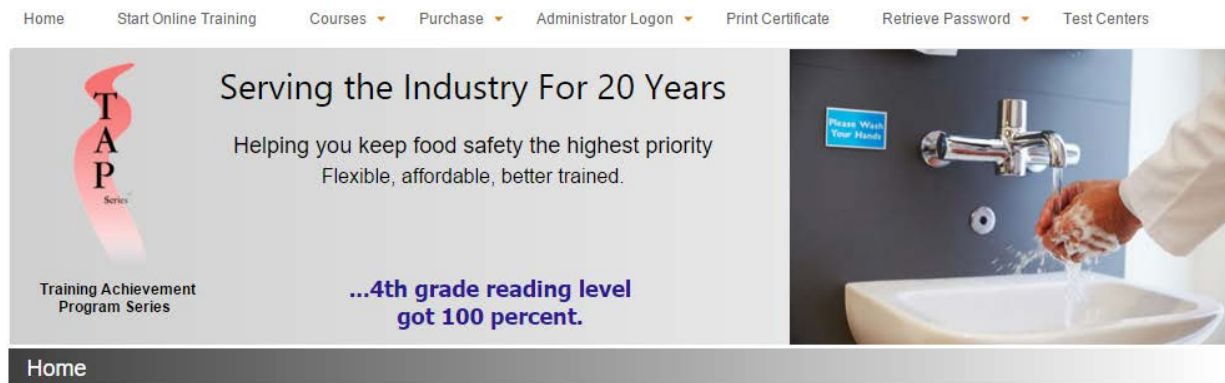 Home Start Online Training Courses Purchase Administrator Logon Print Certificate Retrieve Password Test Centers
T
A
P
Series
Training Achievement
Program Series
Serving the Industry For 20 Years
Helping you keep food safety the highest priority
Flexible, affordable, better trained.
...4th grade reading level
got 100 percent.
Please Wash
Your Hands
Home